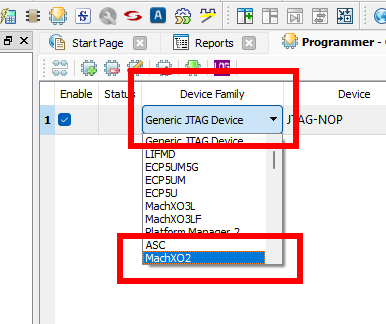 Start Page
Reports
Programmer -
Enable
Status
Device Family
Device
1
Generic JTAG Device
JTAG-NOP
Generic JTAG Device
LIFMD
ECP5UM5G
ECP5UM
ECP5U
MachXO3L
MachXO3LF
Platform Manager 2
ASC
MachXO2